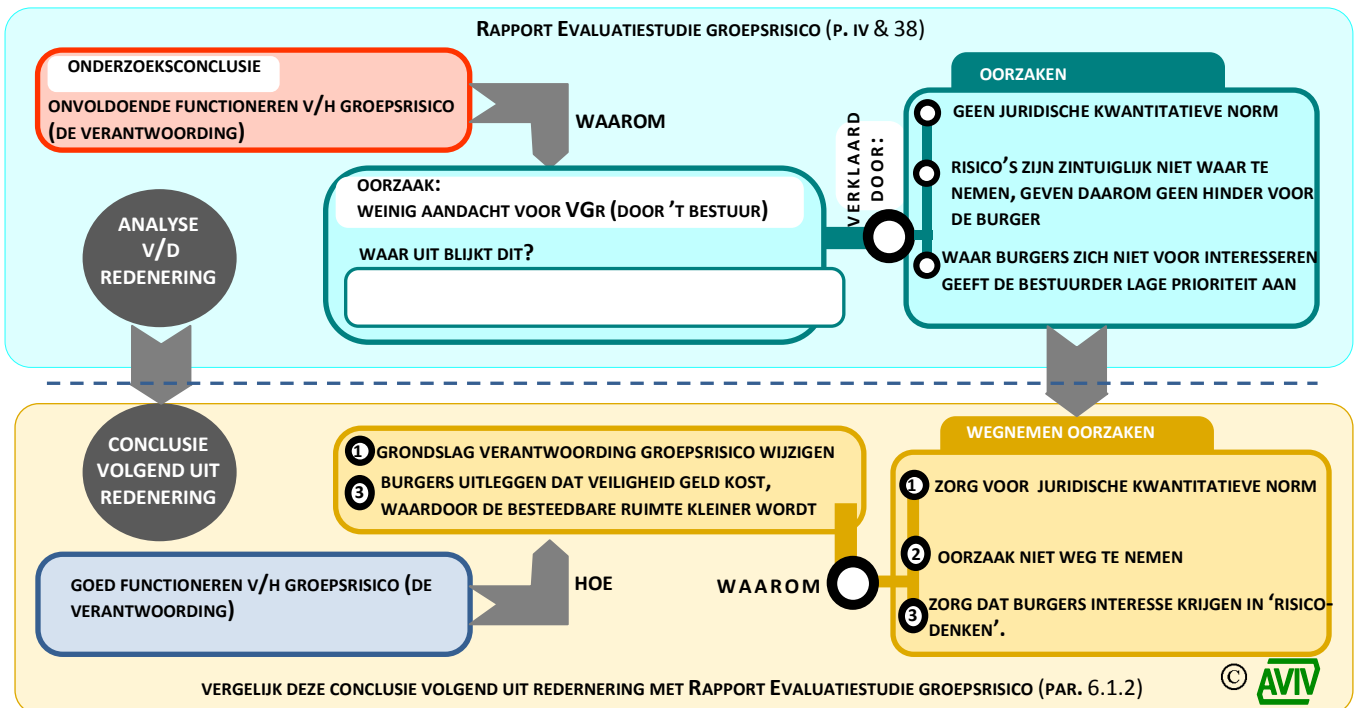 RAPPORT EVALUATIESTUDIE GROEPSRISICO (P. IV & 38)
ONDERZOEKSCONCLUSIE
ONVOLDOENDE FUNCTIONEREN V/H GROEPSRISICO
(DE VERANTWOORDING)
WAAROM
OORZAAK:
WEINIG AANDACHT VOOR VGR (DOOR 'T BESTUUR)
WAAR UIT BLIJKT DIT?
VERKLAARD
DOOR:
OORZAKEN
GEEN JURIDISCHE KWANTITATIEVE NORM
RISICO'S ZIJN ZINTUIGLIJK NIET WAAR TE
NEMEN, GEVEN DAAROM GEEN HINDER VOOR
DE BURGER
WAAR BURGERS ZICH NIET VOOR INTERESSEREN
GEEFT DE BESTUURDER LAGE PRIORITEIT AAN
ANALYSE
V/D
REDENERING
CONCLUSIE
VOLGEND UIT
REDENERING
1 GRONDSLAG VERANTWOORDING GROEPSRISICO WIJZIGEN
3 BURGERS UITLEGGEN DAT VEILIGHEID GELD KOST,
WAARDOOR DE BESTEEDBARE RUIMTE KLEINER WORDT
GOED FUNCTIONEREN V/H GROEPSRISICO (DE
VERANTWOORDING)
HOE
WAAROM
WEGNEMEN OORZAKEN
1 ZORG VOOR JURIDISCHE KWANTITATIEVE NORM
2 OORZAAK NIET WEG TE NEMEN
3 ZORG DAT BURGERS INTERESSE KRIJGEN IN 'RISICO-
DENKEN'.
VERGELIJK DEZE CONCLUSIE VOLGEND UIT REDERNERING MET RAPPORT EVALUATIESTUDIE GROEPSRISICO (PAR. 6.1.2)
© AVIV